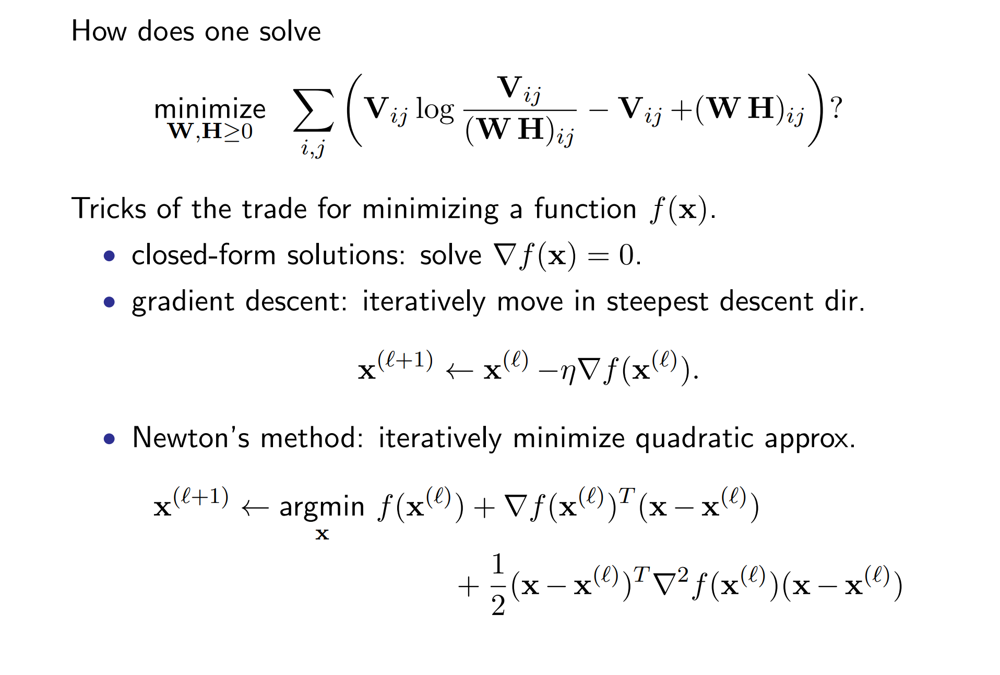 How does one solve
$$\underset{\mathbf{W},\mathbf{H}\geq 0}{\text{minimize}} \quad \sum_{i,j} \left( \mathbf{V}_{ij} \log \frac{\mathbf{V}_{ij}}{(\mathbf{W}\,\mathbf{H})_{ij}} - \mathbf{V}_{ij} + (\mathbf{W}\,\mathbf{H})_{ij} \right)?$$
Tricks of the trade for minimizing a function $f(\mathbf{x})$.
• closed-form solutions: solve $\nabla f(\mathbf{x}) = 0$.
• gradient descent: iteratively move in steepest descent dir.
$$\mathbf{x}^{(\ell+1)} \leftarrow \mathbf{x}^{(\ell)} - \eta \nabla f(\mathbf{x}^{(\ell)}).$$
• Newton's method: iteratively minimize quadratic approx.
$$\mathbf{x}^{(\ell+1)} \leftarrow \underset{\mathbf{x}}{\text{argmin}}\ f(\mathbf{x}^{(\ell)}) + \nabla f(\mathbf{x}^{(\ell)})^T (\mathbf{x} - \mathbf{x}^{(\ell)})$$
$$+ \frac{1}{2} (\mathbf{x} - \mathbf{x}^{(\ell)})^T \nabla^2 f(\mathbf{x}^{(\ell)}) (\mathbf{x} - \mathbf{x}^{(\ell)})$$